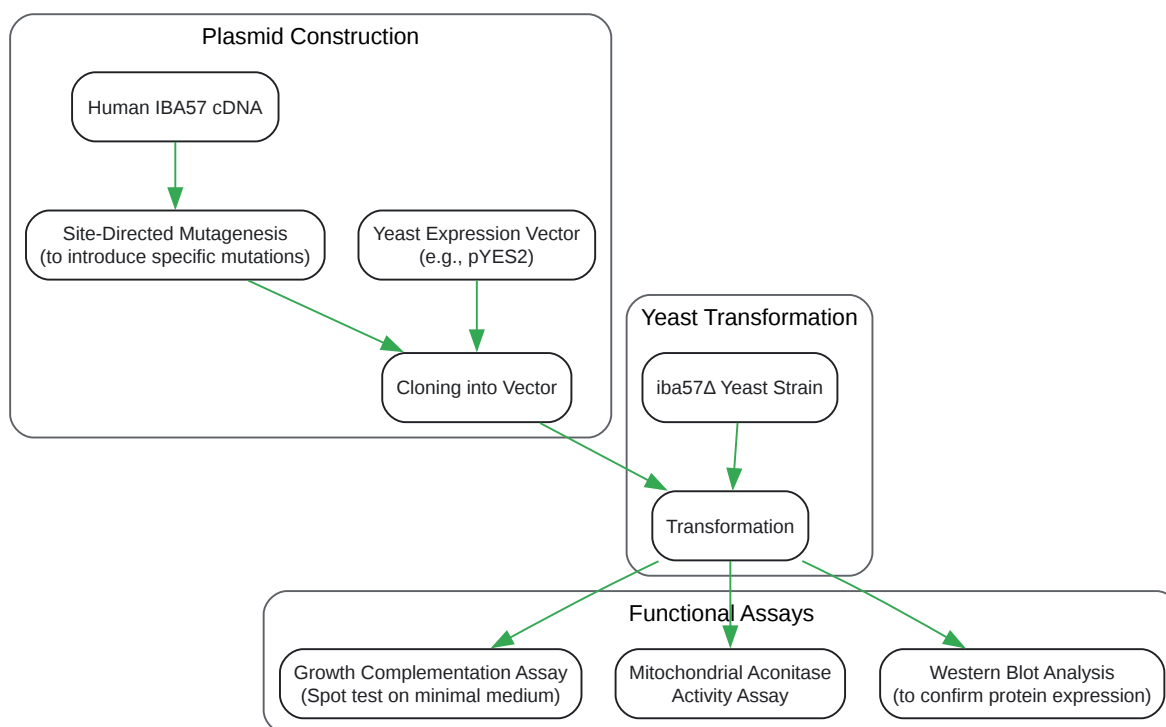 Plasmid Construction
Human IBA57 cDNA
Site-Directed Mutagenesis
(to introduce specific mutations)
Yeast Expression Vector
(e.g., pYES2)
Cloning into Vector
Yeast Transformation
iba57Δ Yeast Strain
Transformation
Functional Assays
Growth Complementation Assay
(Spot test on minimal medium)
Mitochondrial Aconitase
Activity Assay
Western Blot Analysis
(to confirm protein expression)